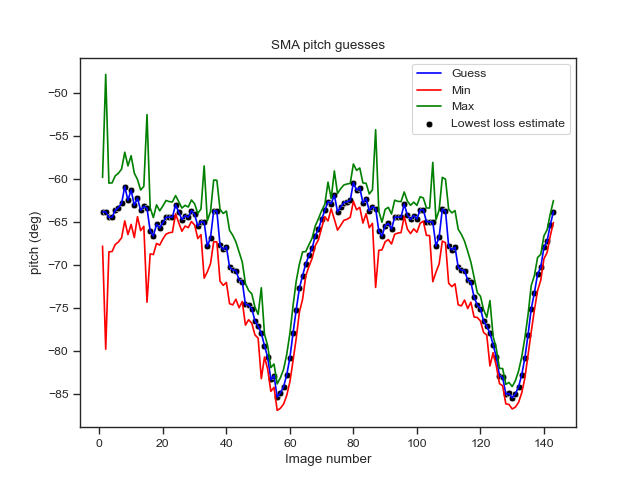 SMA pitch guesses
Guess
Min
Max
Lowest loss estimate
pitch (deg)
−50
−55
−60
−65
−70
−75
−80
−85
0
20
40
60
80
100
120
140
Image number